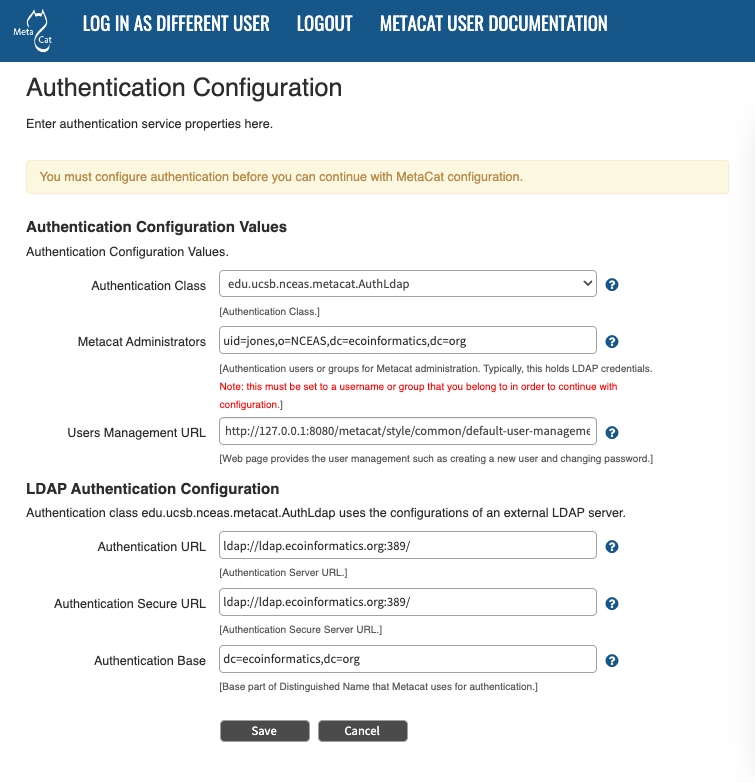 Meta Cat
LOG IN AS DIFFERENT USER LOGOUT METACAT USER DOCUMENTATION
Authentication Configuration
Enter authentication service properties here.
You must configure authentication before you can continue with MetaCat configuration.
Authentication Configuration Values
Authentication Configuration Values.
Authentication Class edu.ucsb.nceas.metacat.AuthLdap ?
[Authentication Class.]
Metacat Administrators uid=jones,o=NCEAS,dc=ecoinformatics,dc=org ?
[Authentication users or groups for Metacat administration. Typically, this holds LDAP credentials.
Note: this must be set to a username or group that you belong to in order to continue with
configuration.]
Users Management URL http://127.0.0.1:8080/metacat/style/common/default-user-manageme ?
[Web page provides the user management such as creating a new user and changing password.]
LDAP Authentication Configuration
Authentication class edu.ucsb.nceas.metacat.AuthLdap uses the configurations of an external LDAP server.
Authentication URL ldap://ldap.ecoinformatics.org:389/ ?
[Authentication Server URL.]
Authentication Secure URL ldap://ldap.ecoinformatics.org:389/ ?
[Authentication Secure Server URL.]
Authentication Base dc=ecoinformatics,dc=org ?
[Base part of Distinguished Name that Metacat uses for authentication.]
Save Cancel